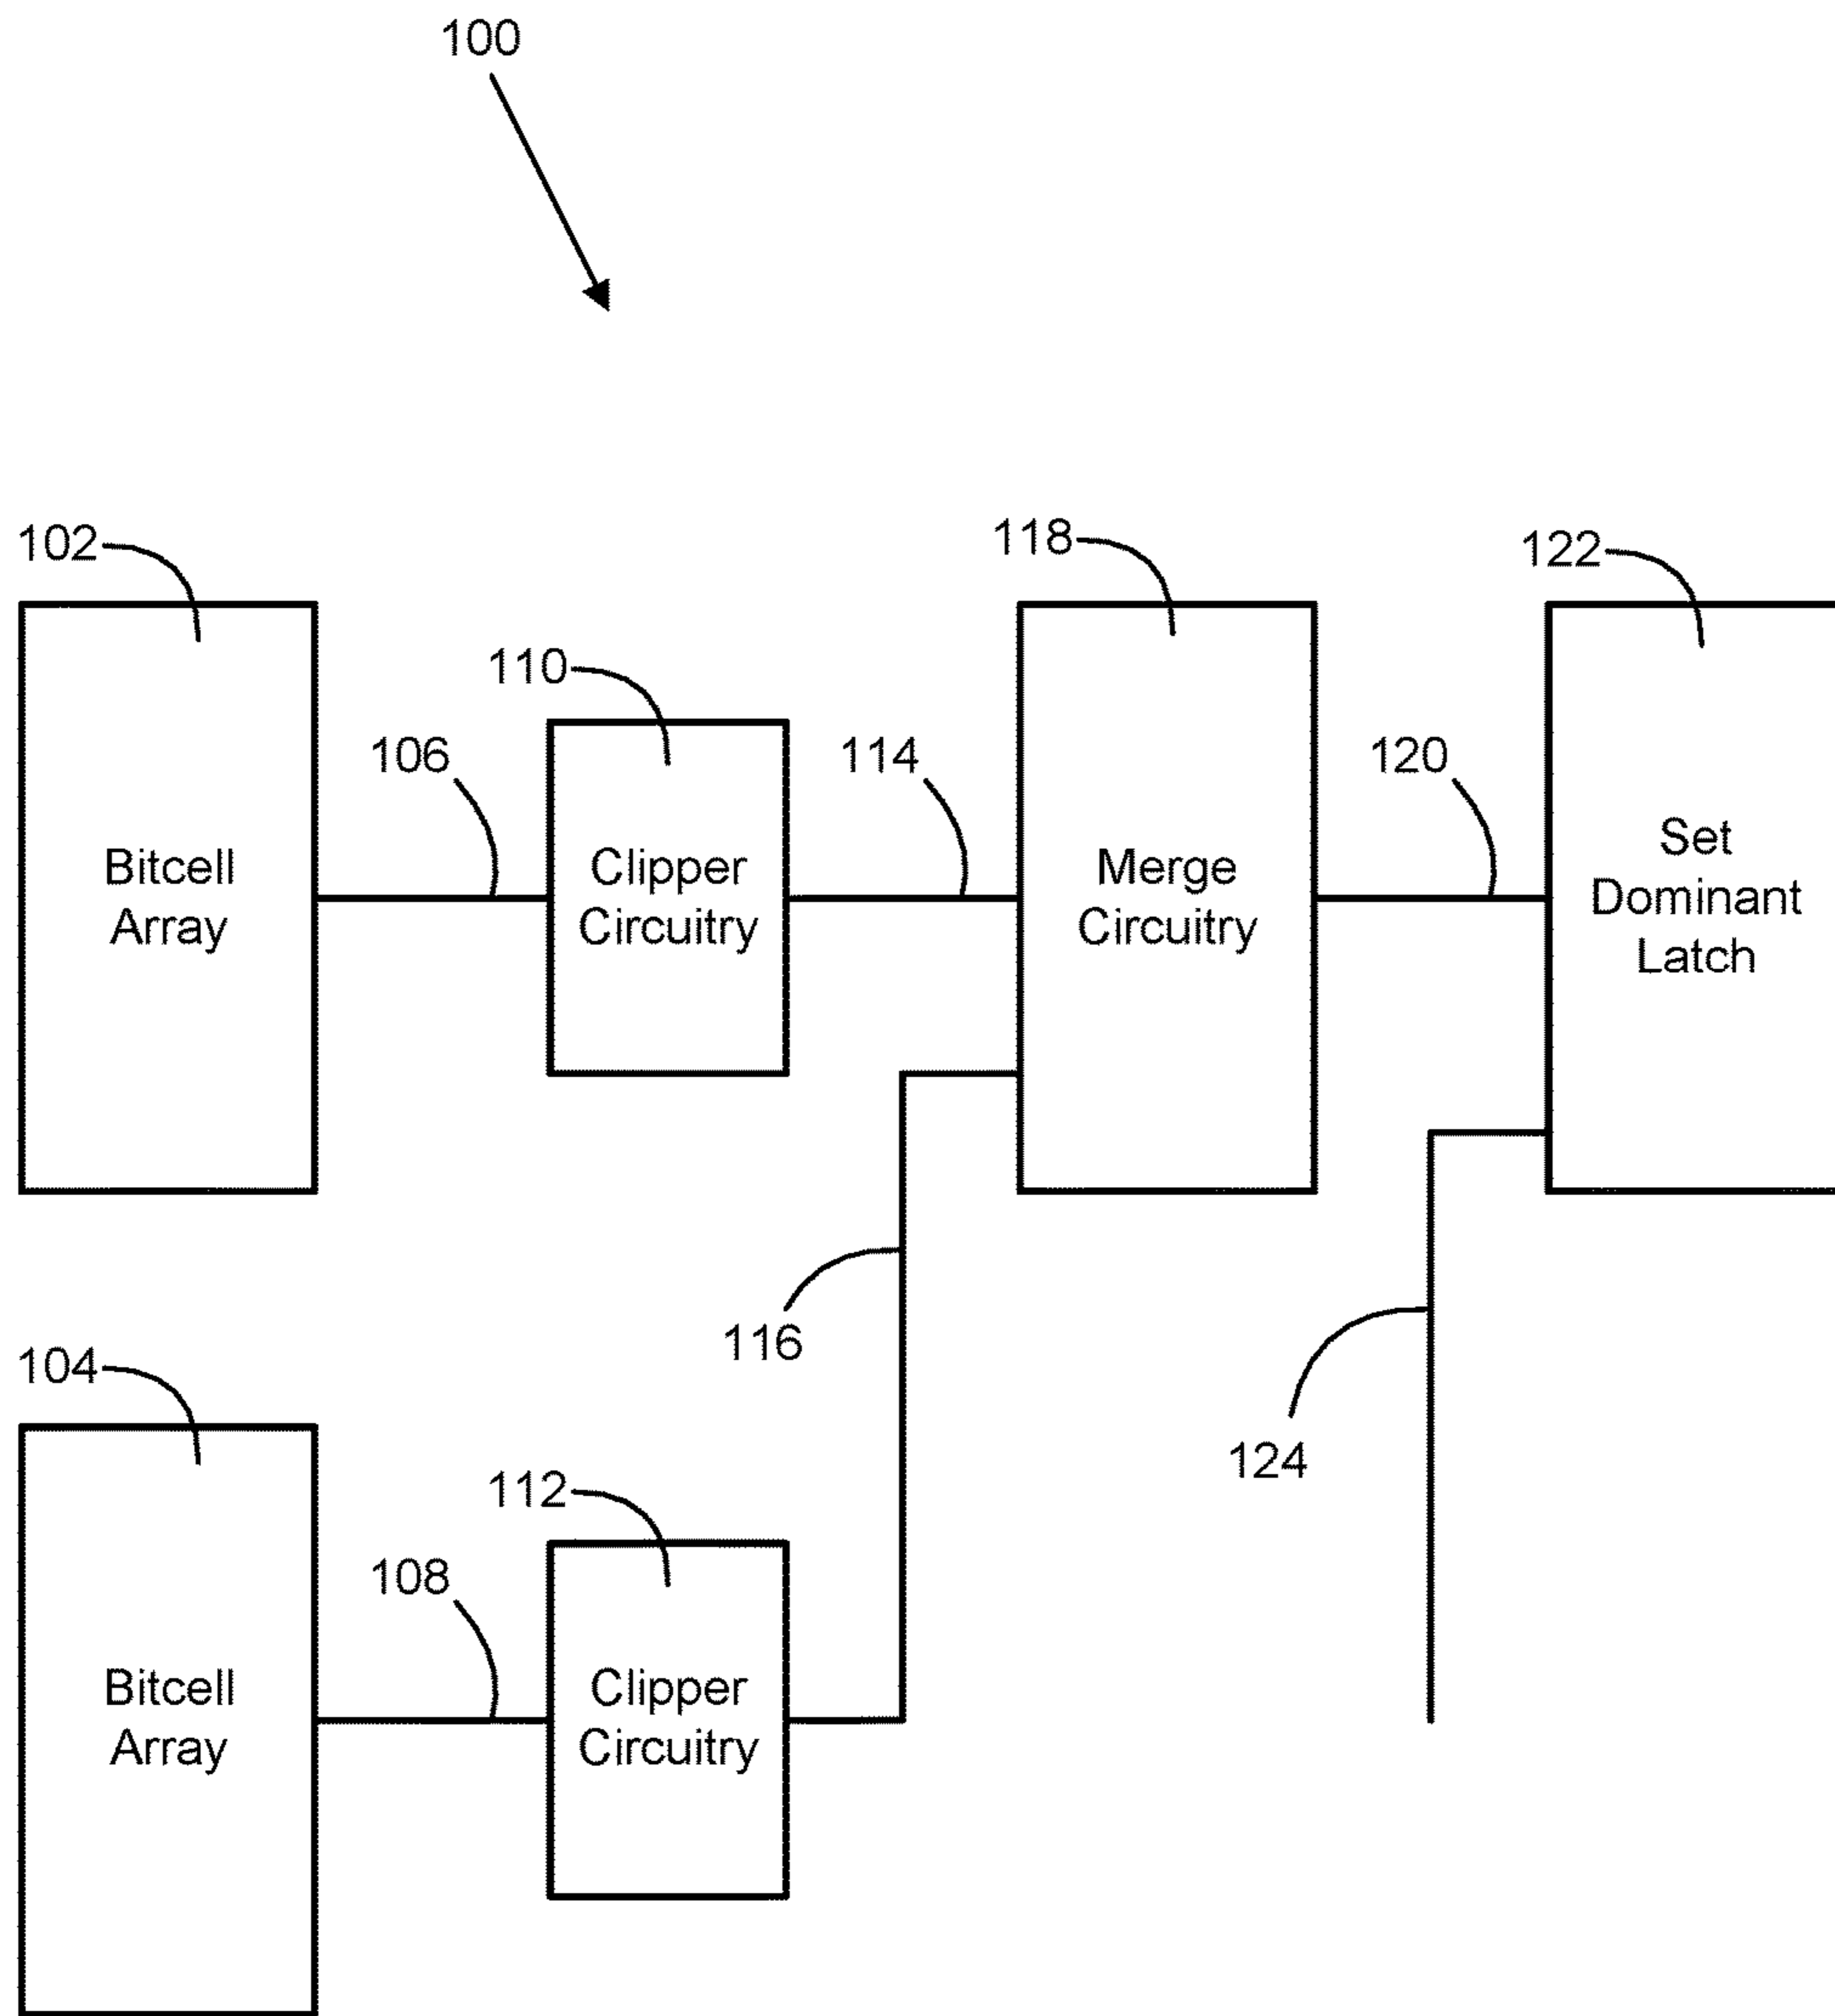 100
102
118
122
110
106
114
120
Bitcell
Array
Clipper
Circuitry
Merge
Circuitry
Set
Dominant
Latch
116
104
124
112
108
Bitcell
Array
Clipper
Circuitry